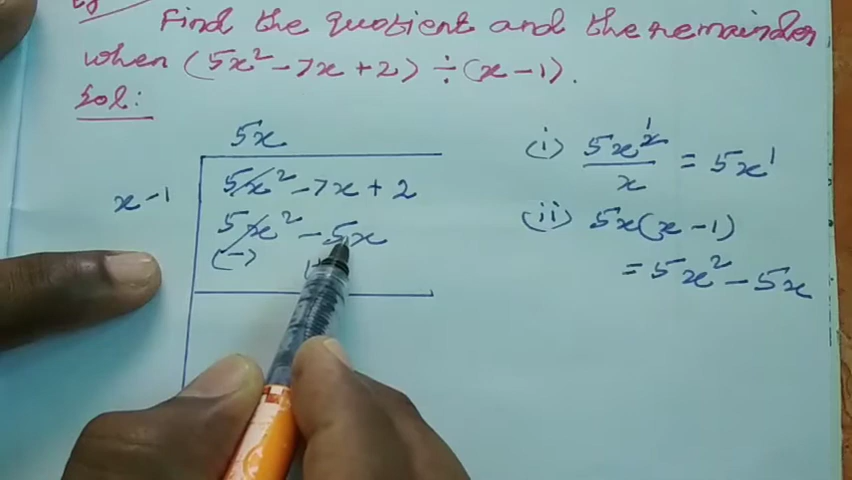 Find the quotient and the remainder
when (5x² - 7x + 2) ÷ (x - 1).
Sol:
5x
x - 1
5x² - 7x + 2
5x² - 5x
(-)
(i) 5x²/x = 5x¹
(ii) 5x(x - 1)
= 5x² - 5x